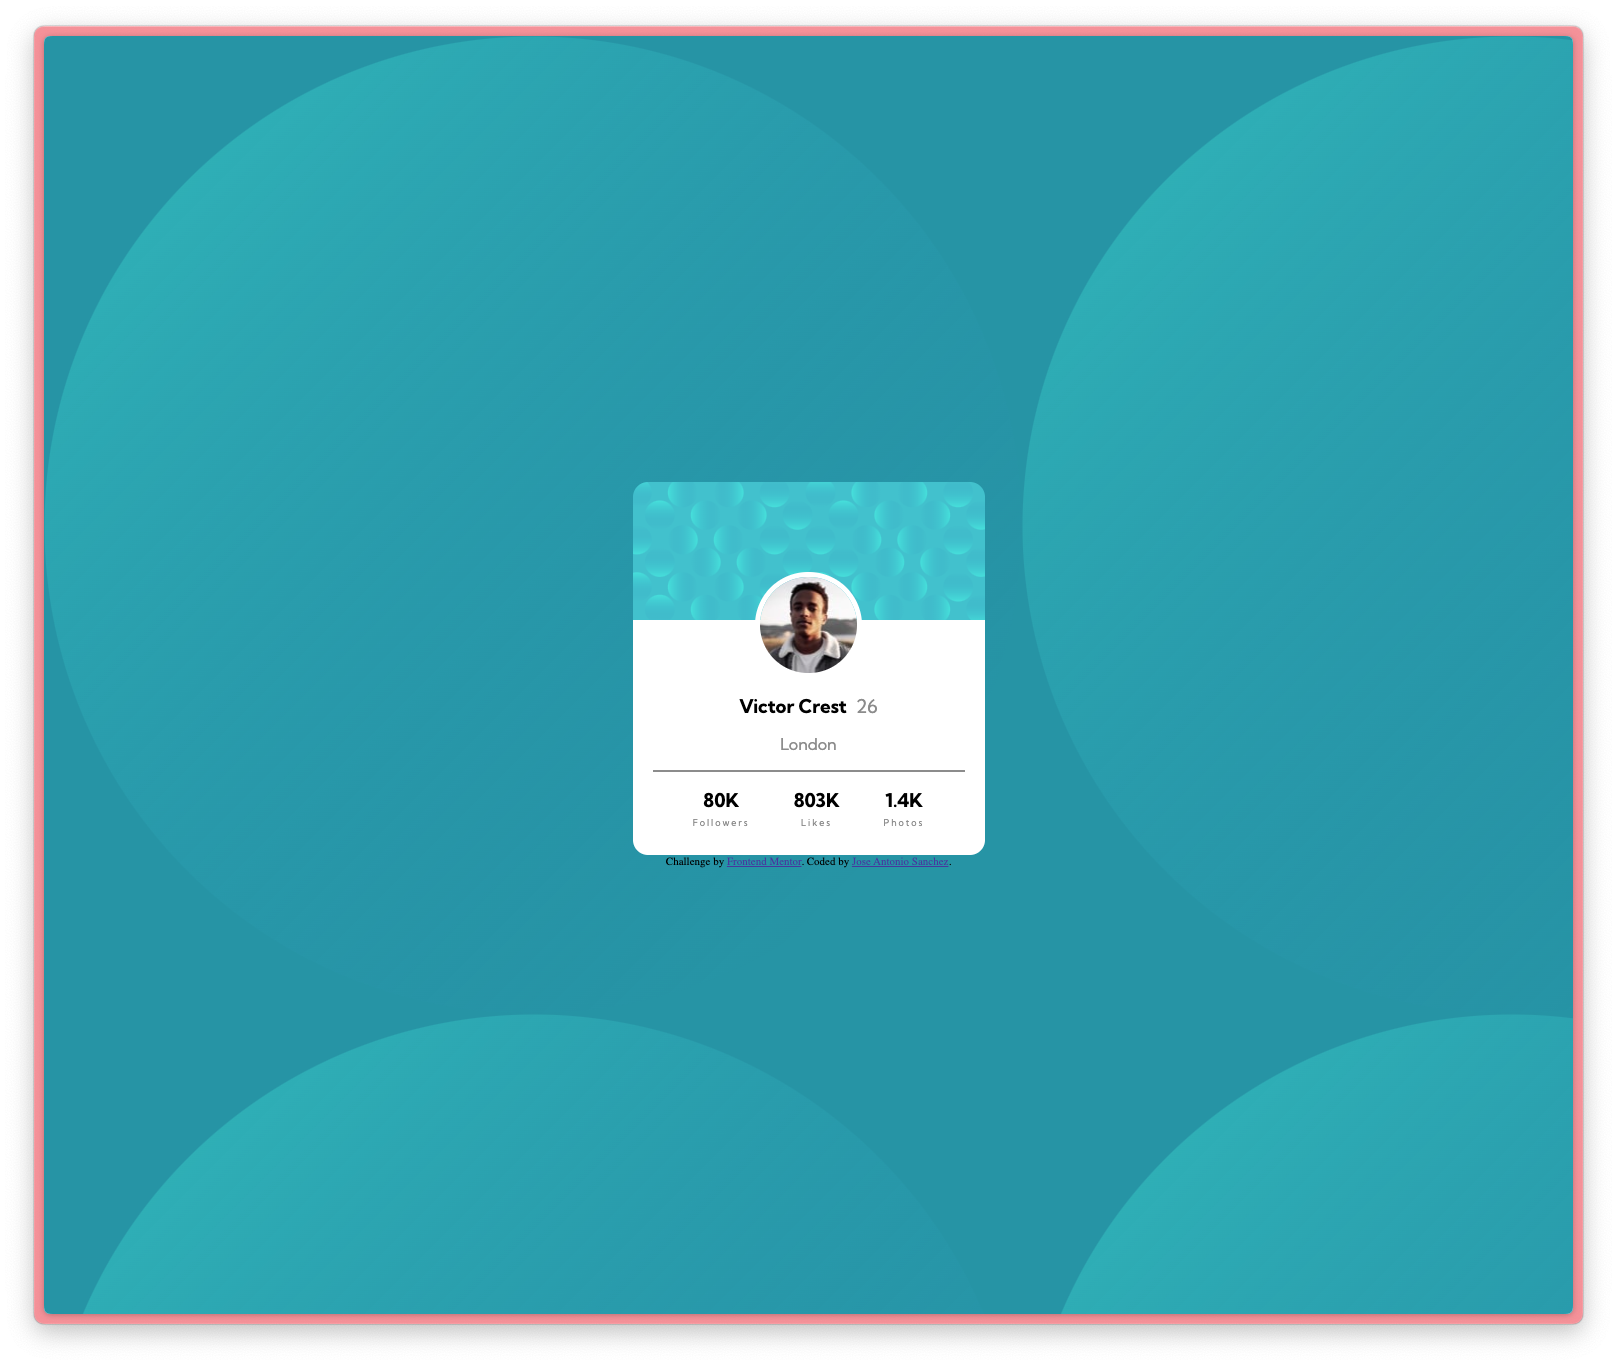 Victor Crest 26
London
80K 803K 1.4K
Followers Likes Photos
Challenge by Frontend Mentor. Coded by Jose Antonio Sanchez.